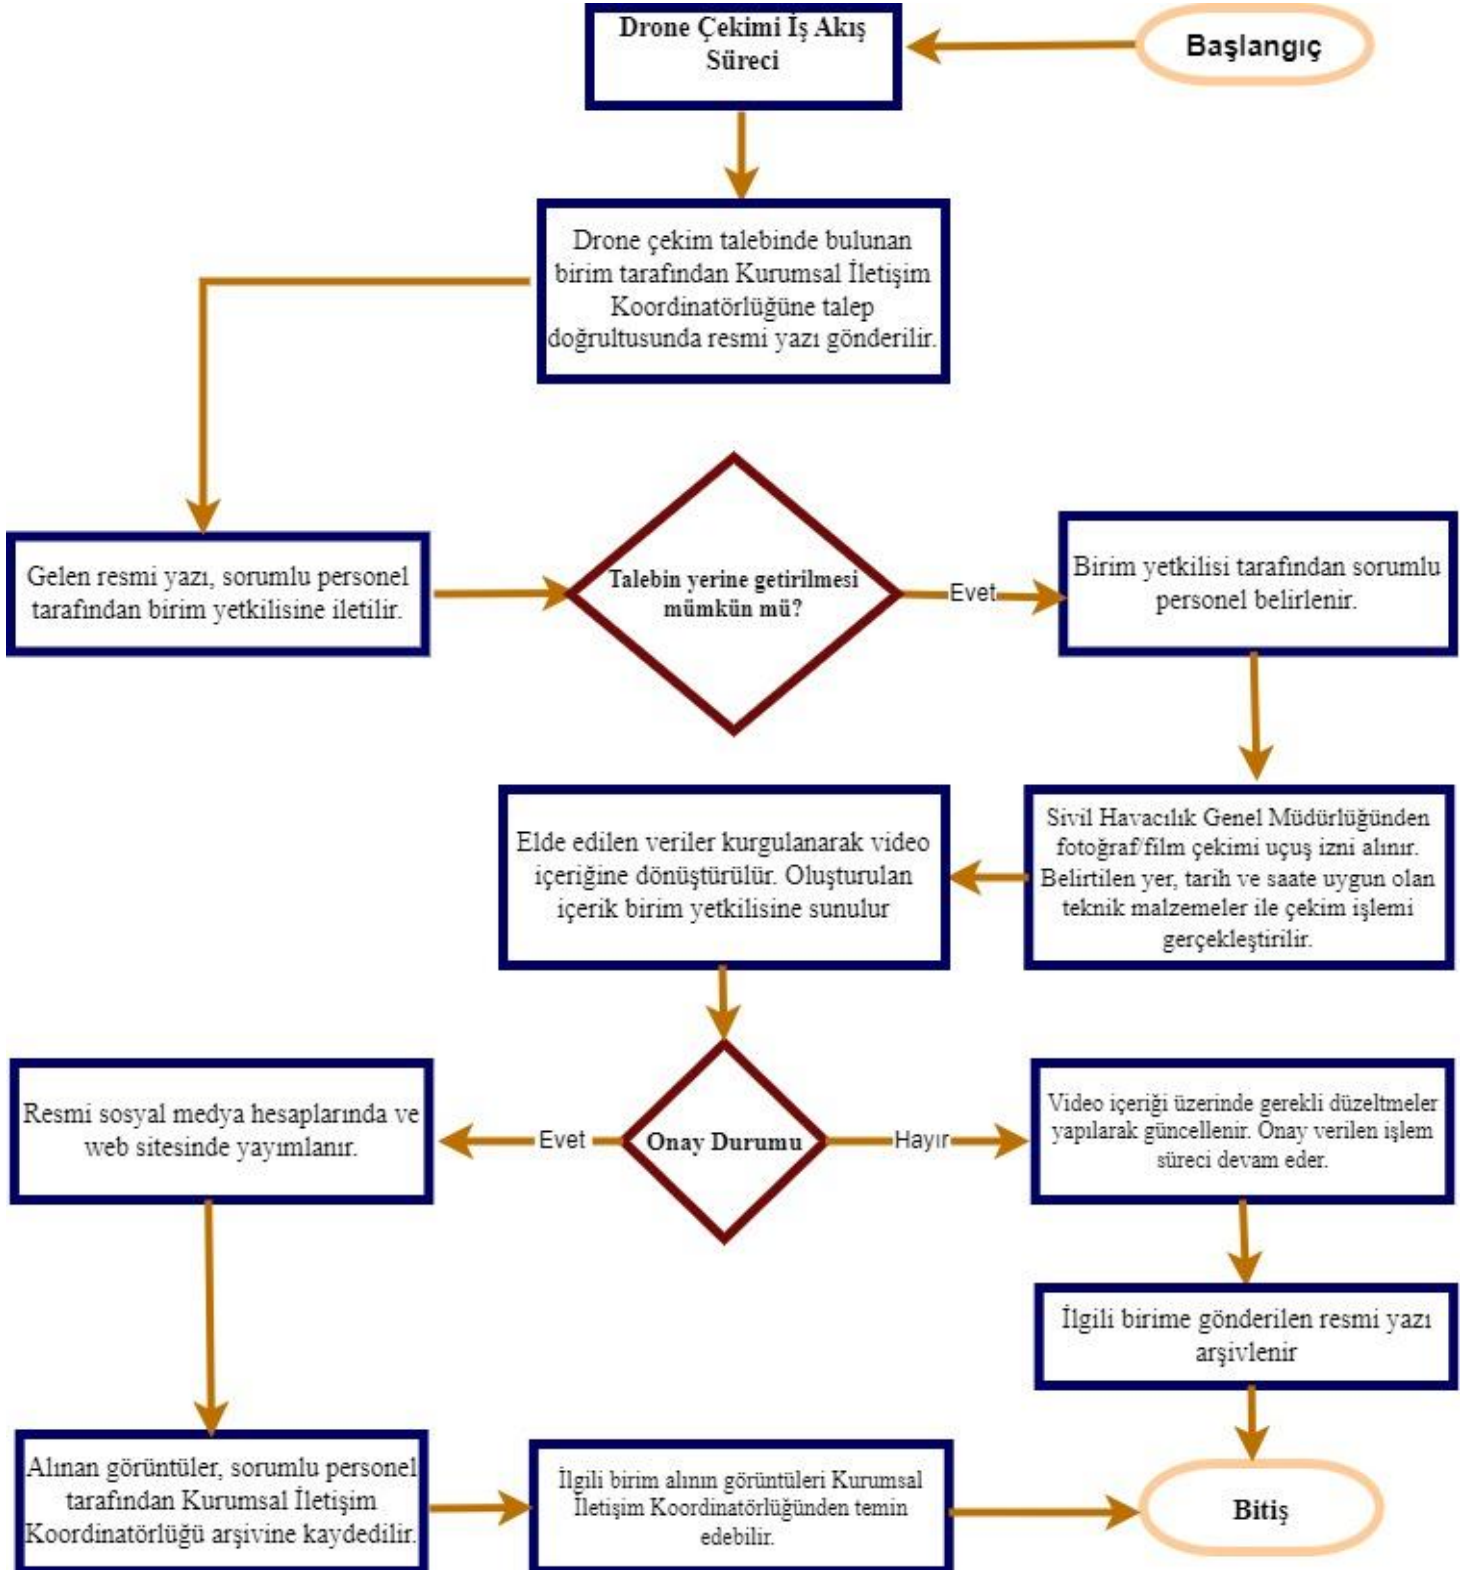 Drone Çekimi İş Akış
Süreci
Başlangıç
Drone çekim talebinde bulunan
birim tarafından Kurumsal İletişim
Koordinatörlüğüne talep
doğrultusunda resmi yazı gönderilir.
Gelen resmi yazı, sorumlu personel
tarafından birim yetkilisine iletilir.
Talebin yerine getirilmesi
mümkün mü?
Evet
Birim yetkilisi tarafından sorumlu
personel belirlenir.
Sivil Havacılık Genel Müdürlüğünden
fotoğraf/film çekimi uçuş izni alınır.
Belirtilen yer, tarih ve saate uygun olan
teknik malzemeler ile çekim işlemi
gerçekleştirilir.
Elde edilen veriler kurgulanarak video
içeriğine dönüştürülür. Oluşturulan
içerik birim yetkilisine sunulur
Onay Durumu
Evet
Resmi sosyal medya hesaplarında ve
web sitesinde yayımlanır.
Hayır
Video içeriği üzerinde gerekli düzeltmeler
yapılarak güncellenir. Onay verilen işlem
süreci devam eder.
İlgili birime gönderilen resmi yazı
arşivlenir
Alınan görüntüler, sorumlu personel
tarafından Kurumsal İletişim
Koordinatörlüğü arşivine kaydedilir.
İlgili birim alının görüntüleri Kurumsal
İletişim Koordinatörlüğünden temin
edebilir.
Bitiş